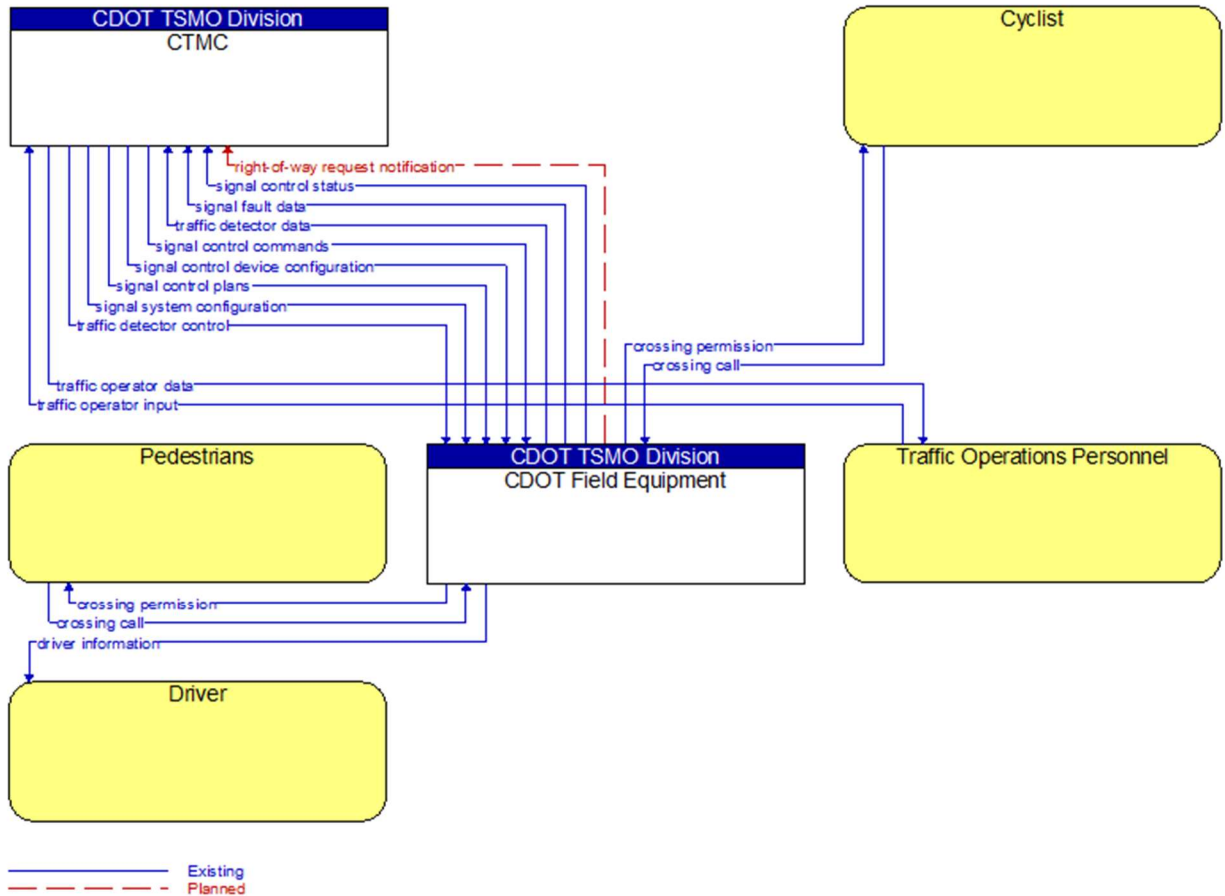 CDOT TSMO Division
CTMC
Cyclist
right-of-way request notification
signal control status
signal fault data
traffic detector data
signal control commands
signal control device configuration
signal control plans
signal system configuration
traffic detector control
crossing permission
crossing call
traffic operator data
traffic operator input
Pedestrians
CDOT TSMO Division
CDOT Field Equipment
Traffic Operations Personnel
crossing permission
crossing call
driver information
Driver
Existing
Planned